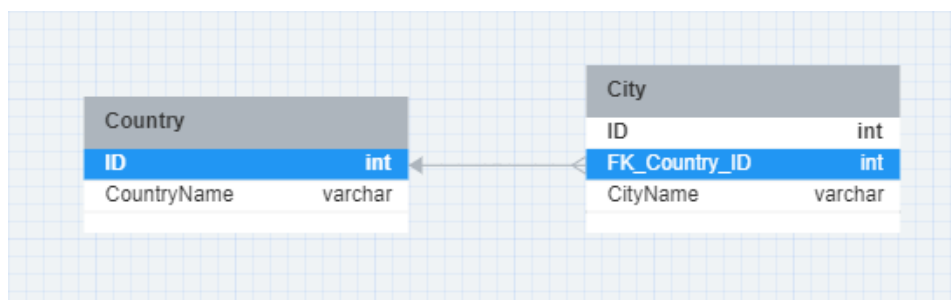 Country
ID int
CountryName varchar
City
ID int
FK_Country_ID int
CityName varchar